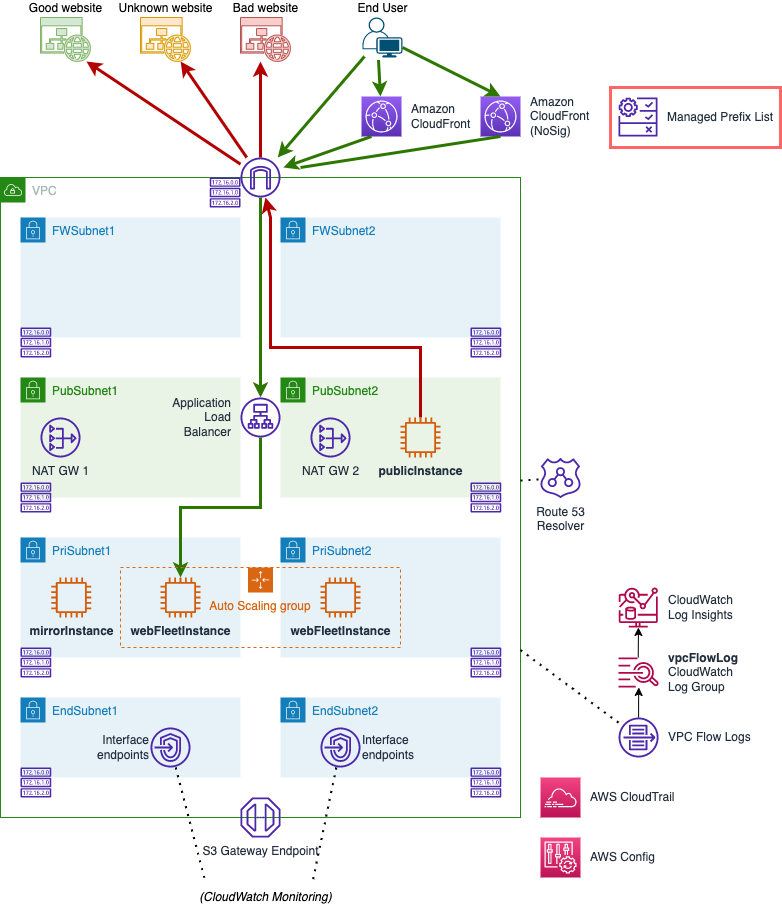 Good website
Unknown website
Bad website
End User
Amazon
CloudFront
Amazon
CloudFront
(NoSig)
Managed Prefix List
172.16.0.0
172.16.1.0
172.16.2.0
VPC
FWSubnet1
FWSubnet2
172.16.0.0
172.16.1.0
172.16.2.0
172.16.0.0
172.16.1.0
172.16.2.0
PubSubnet1
Application
Load
Balancer
PubSubnet2
NAT GW 1
NAT GW 2
publicInstance
172.16.0.0
172.16.1.0
172.16.2.0
172.16.0.0
172.16.1.0
172.16.2.0
Route 53
Resolver
PriSubnet1
PriSubnet2
Auto Scaling group
mirrorInstance
webFleetInstance
webFleetInstance
172.16.0.0
172.16.1.0
172.16.2.0
172.16.0.0
172.16.1.0
172.16.2.0
CloudWatch
Log Insights
vpcFlowLog
CloudWatch
Log Group
VPC Flow Logs
EndSubnet1
EndSubnet2
Interface
endpoints
Interface
endpoints
172.16.0.0
172.16.1.0
172.16.2.0
172.16.0.0
172.16.1.0
172.16.2.0
AWS CloudTrail
S3 Gateway Endpoint
AWS Config
(CloudWatch Monitoring)